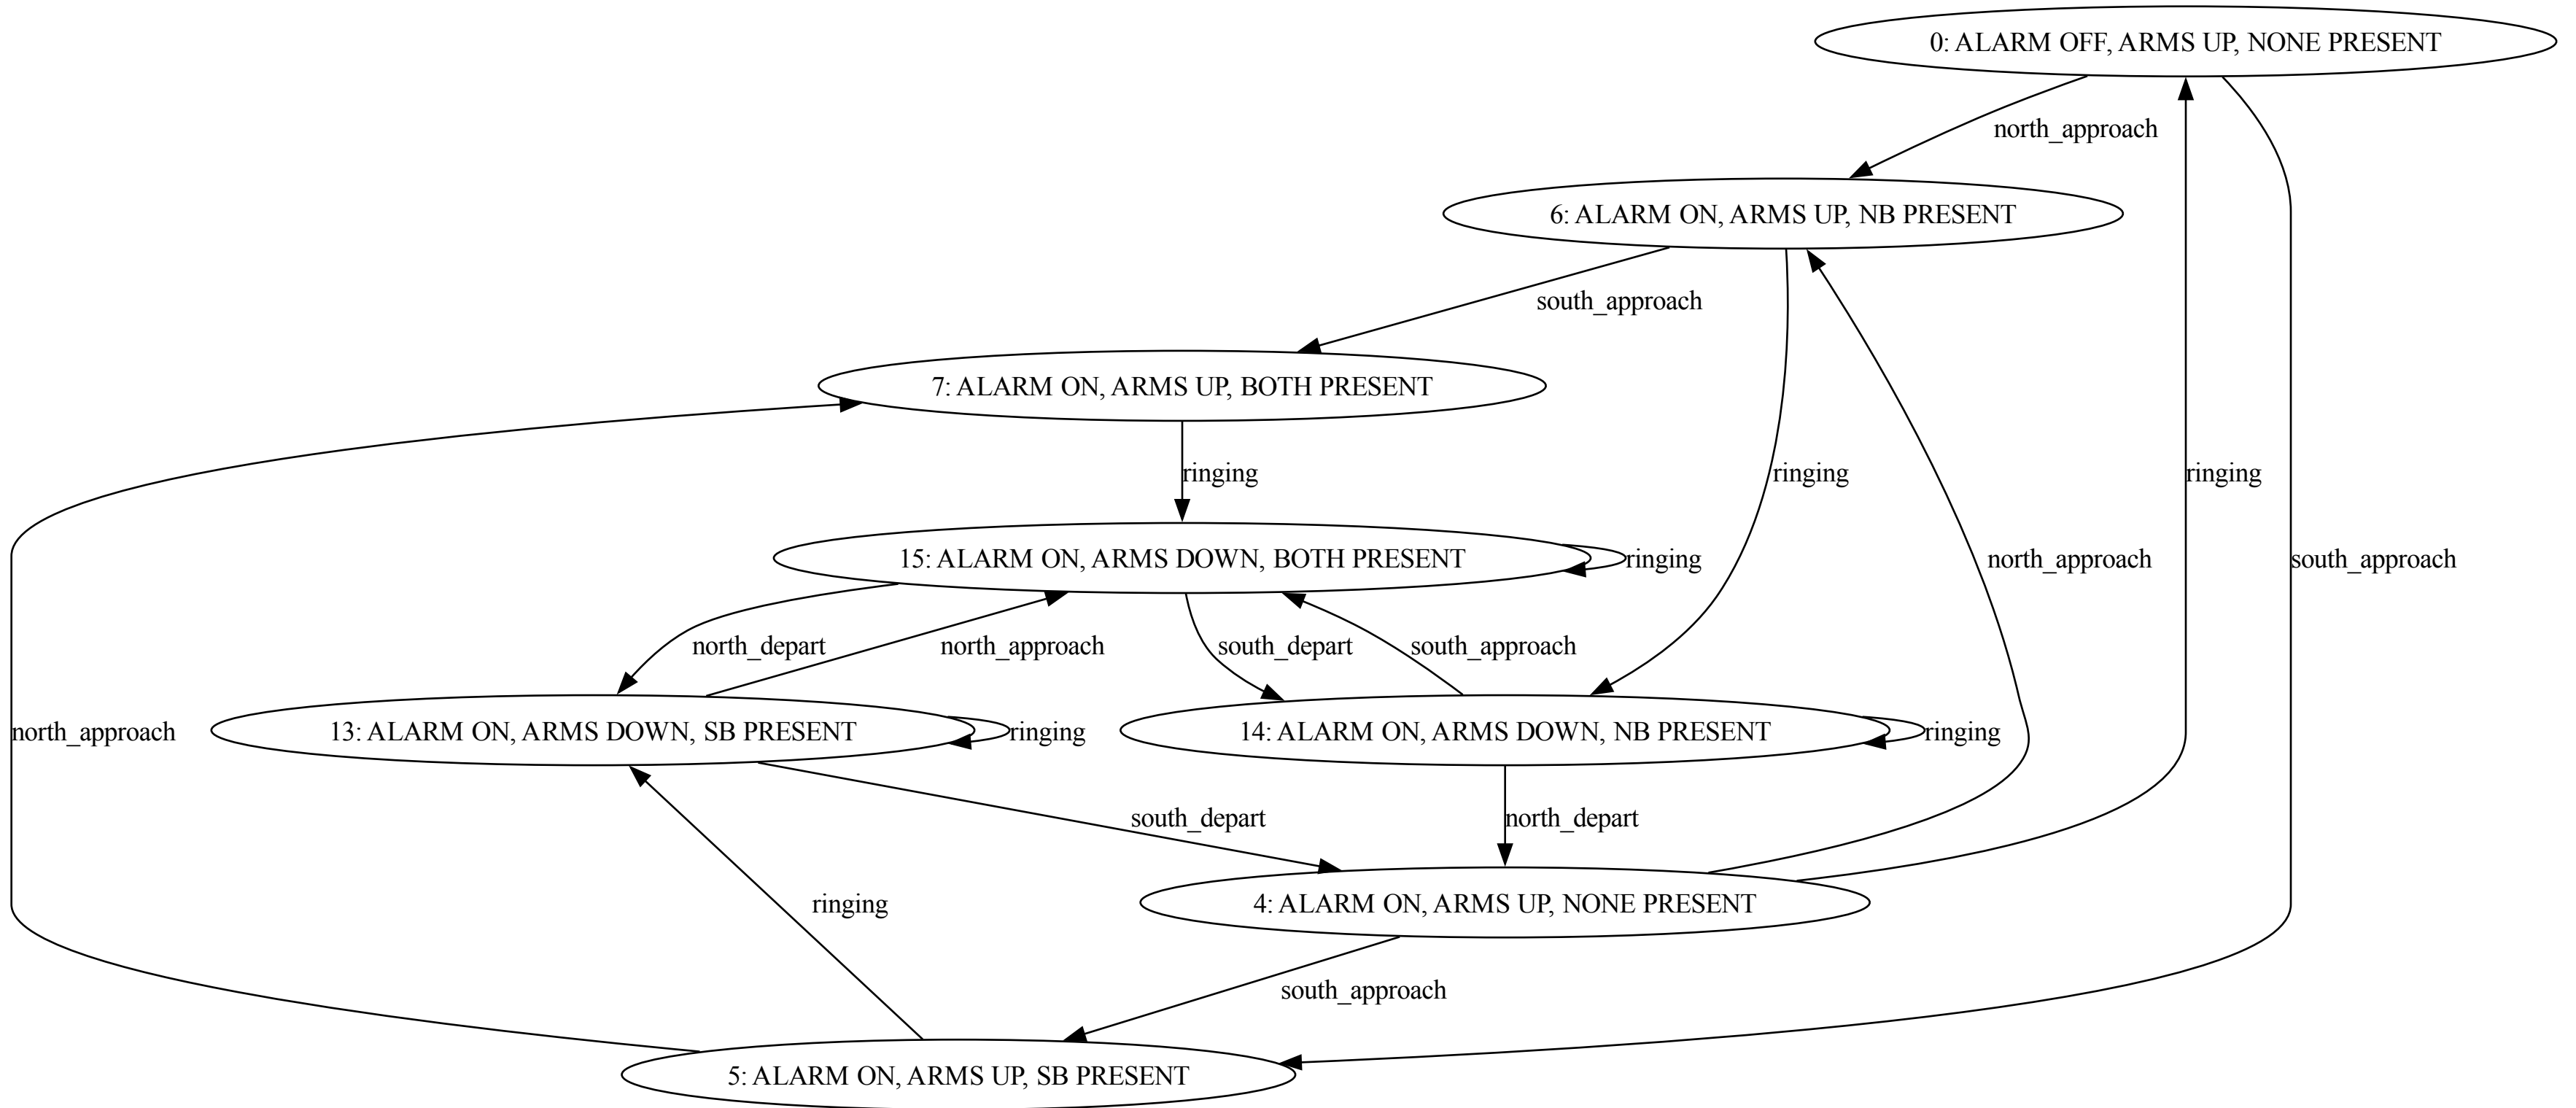 0: ALARM OFF, ARMS UP, NONE PRESENT
north_approach
6: ALARM ON, ARMS UP, NB PRESENT
south_approach
7: ALARM ON, ARMS UP, BOTH PRESENT
ringing
ringing
ringing
15: ALARM ON, ARMS DOWN, BOTH PRESENT
ringing
north_approach
south_approach
north_depart
north_approach
south_depart
south_approach
north_approach
13: ALARM ON, ARMS DOWN, SB PRESENT
ringing
14: ALARM ON, ARMS DOWN, NB PRESENT
ringing
south_depart
north_depart
ringing
4: ALARM ON, ARMS UP, NONE PRESENT
south_approach
5: ALARM ON, ARMS UP, SB PRESENT